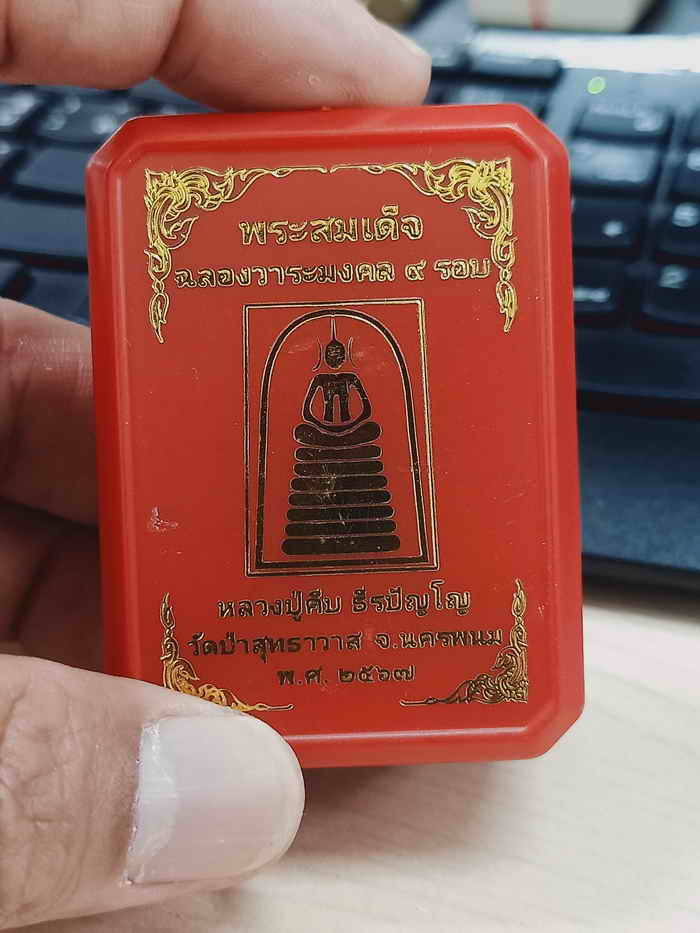 พระสมเด็จ
ฉลองวาระมงคล ๙ รอบ
หลวงปู่คีบ ธีรปัญโญ
วัดป่าสุทธาวาส จ.นครพนม
พ.ศ. ๒๕๖๗